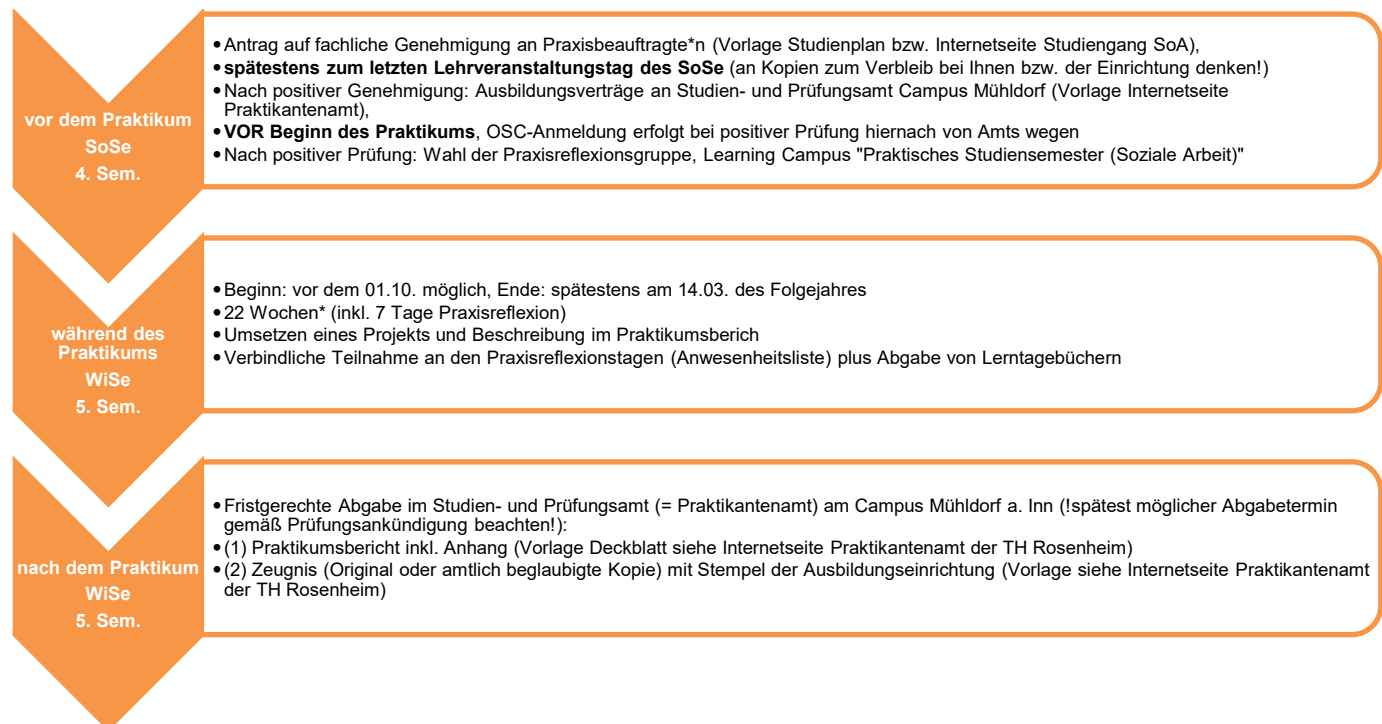 vor dem Praktikum
SoSe
4. Sem.
•Antrag auf fachliche Genehmigung an Praxisbeauftragte*n (Vorlage Studienplan bzw. Internetseite Studiengang SoA),
•spätestens zum letzten Lehrveranstaltungstag des SoSe (an Kopien zum Verbleib bei Ihnen bzw. der Einrichtung denken!)
•Nach positiver Genehmigung: Ausbildungsverträge an Studien- und Prüfungsamt Campus Mühldorf (Vorlage Internetseite
Praktikantenamt),
•VOR Beginn des Praktikums, OSC-Anmeldung erfolgt bei positiver Prüfung hiernach von Amts wegen
•Nach positiver Prüfung: Wahl der Praxisreflexionsgruppe, Learning Campus "Praktisches Studiensemester (Soziale Arbeit)"
während des
Praktikums
WiSe
5. Sem.
•Beginn: vor dem 01.10. möglich, Ende: spätestens am 14.03. des Folgejahres
•22 Wochen* (inkl. 7 Tage Praxisreflexion)
•Umsetzen eines Projekts und Beschreibung im Praktikumsberich
•Verbindliche Teilnahme an den Praxisreflexionstagen (Anwesenheitsliste) plus Abgabe von Lerntagebüchern
nach dem Praktikum
WiSe
5. Sem.
•Fristgerechte Abgabe im Studien- und Prüfungsamt (= Praktikantenamt) am Campus Mühldorf a. Inn (!spätest möglicher Abgabetermin
gemäß Prüfungsankündigung beachten!):
•(1) Praktikumsbericht inkl. Anhang (Vorlage Deckblatt siehe Internetseite Praktikantenamt der TH Rosenheim)
•(2) Zeugnis (Original oder amtlich beglaubigte Kopie) mit Stempel der Ausbildungseinrichtung (Vorlage siehe Internetseite Praktikantenamt
der TH Rosenheim)